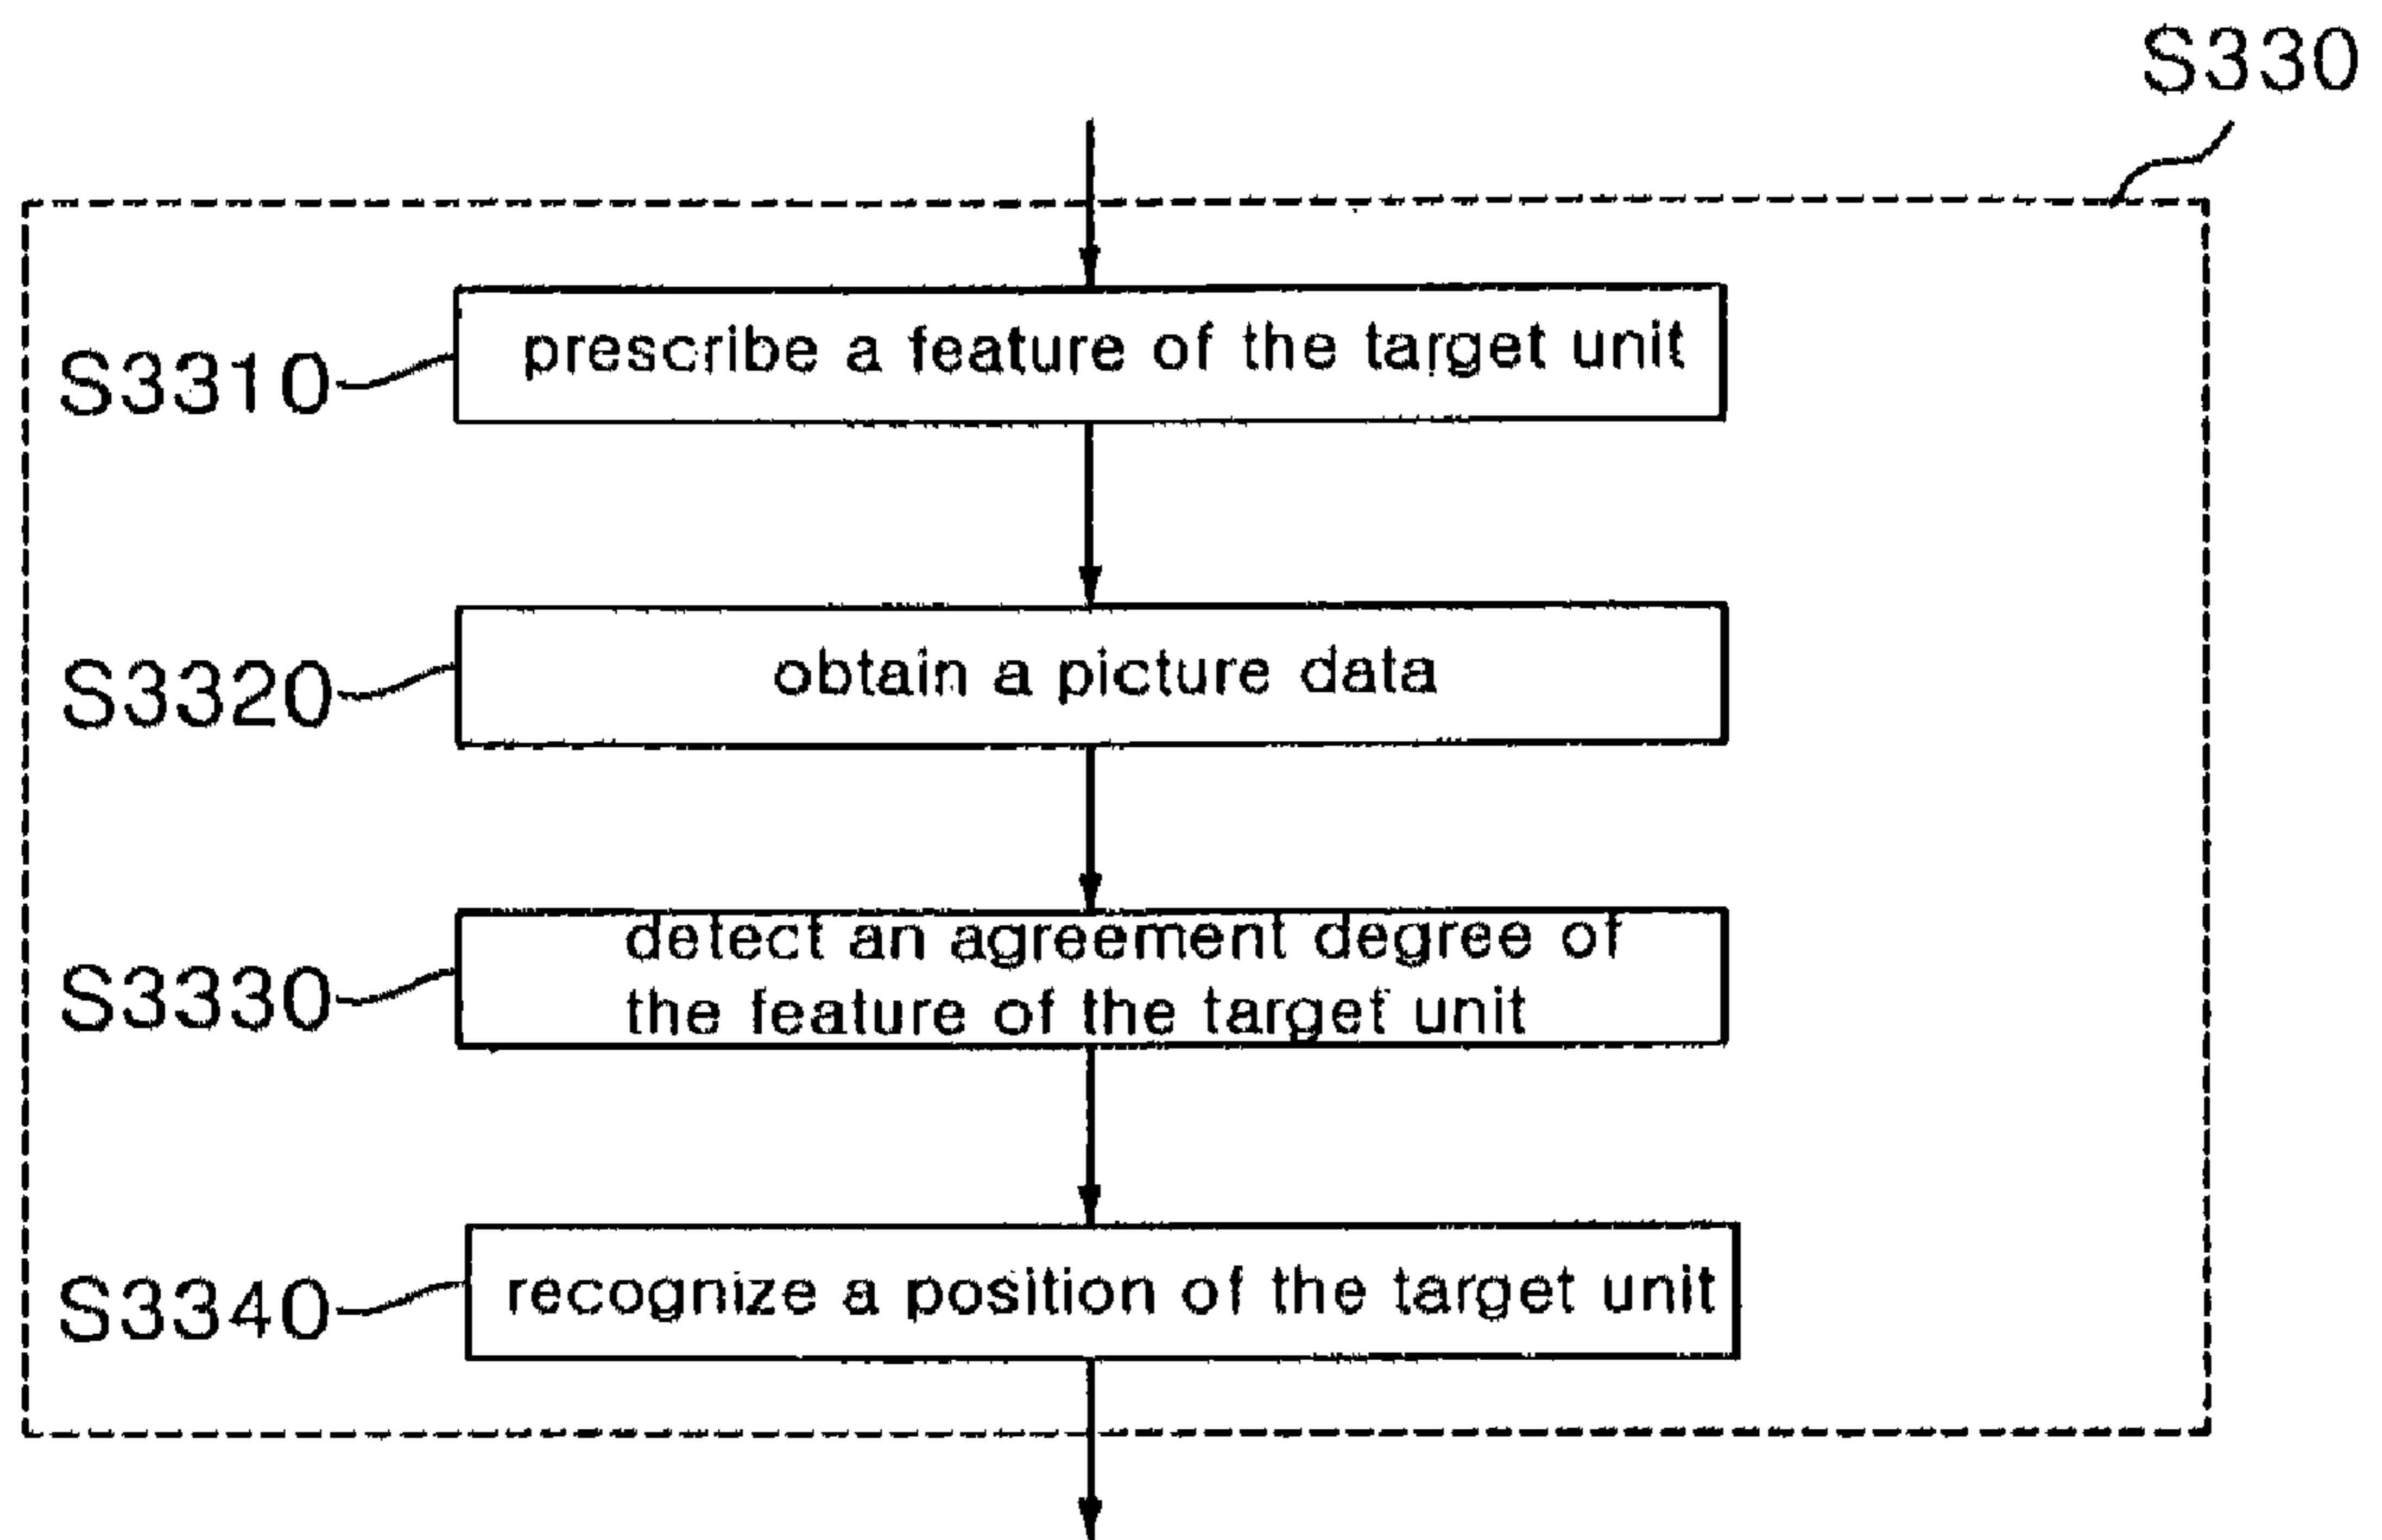 S330
S3310
prescribe a feature of the target unit
S3320
obtain a picture data
S3330
detect an agreement degree of
the feature of the target unit
S3340
recognize a position of the target unit